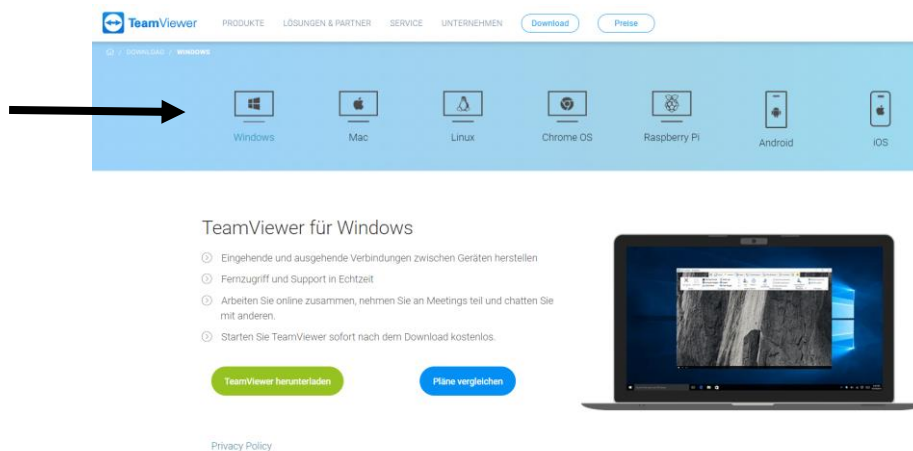 TeamViewer PRODUKTE LÖSUNGEN & PARTNER SERVICE UNTERNEHMEN Download Preise
/ DOWNLOAD / WINDOWS
Windows Mac Linux Chrome OS Raspberry Pi Android iOS
TeamViewer für Windows
Eingehende und ausgehende Verbindungen zwischen Geräten herstellen
Fernzugriff und Support in Echtzeit
Arbeiten Sie online zusammen, nehmen Sie an Meetings teil und chatten Sie
mit anderen.
Starten Sie TeamViewer sofort nach dem Download kostenlos.
TeamViewer herunterladen Pläne vergleichen
Privacy Policy